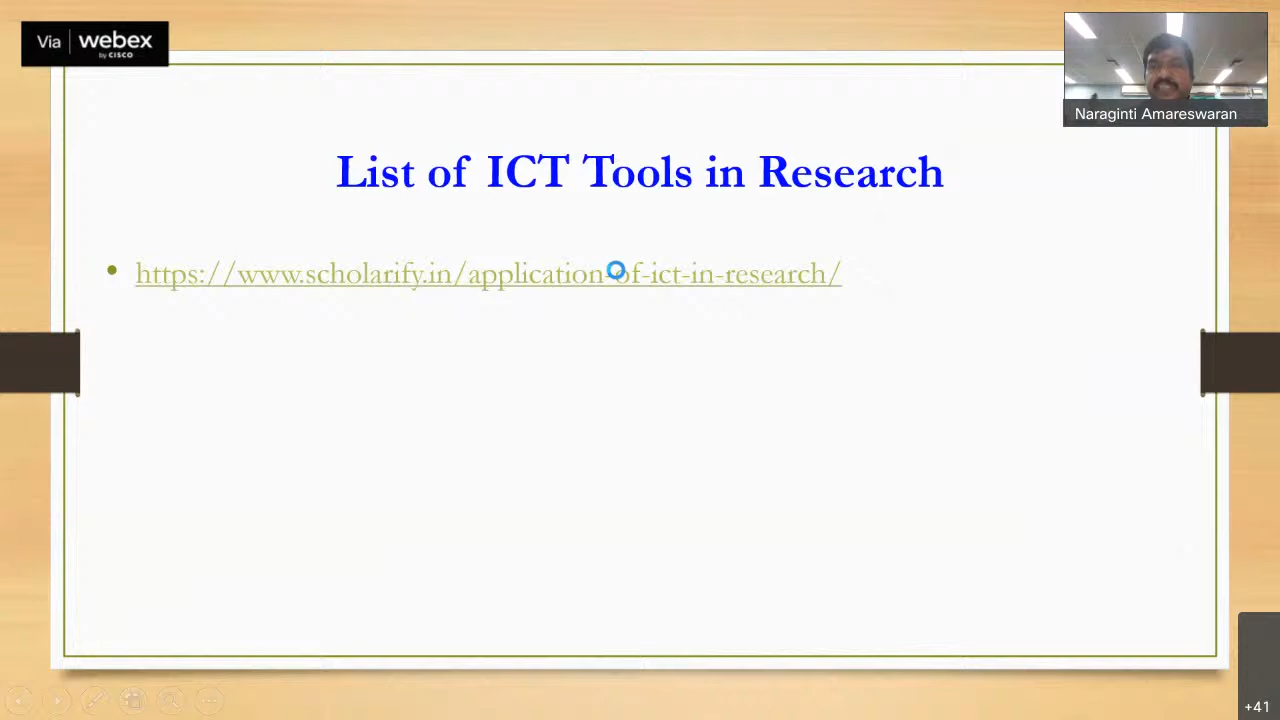 Via webex
by CISCO
Naraginti Amareswaran
List of ICT Tools in Research
• https://www.scholarify.in/application-of-ict-in-research/
+41